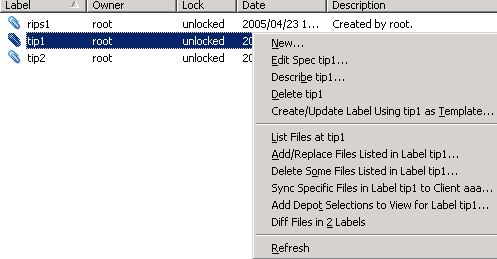 Label Owner Lock Date Description
rips1 root unlocked 2005/04/23 1... Created by root.
tip1 root unlocked 20
tip2 root unlocked 20
New...
Edit Spec tip1...
Describe tip1...
Delete tip1
Create/Update Label Using tip1 as Template...
List Files at tip1
Add/Replace Files Listed in Label tip1...
Delete Some Files Listed in Label tip1...
Sync Specific Files in Label tip1 to Client aaa...
Add Depot Selections to View for Label tip1...
Diff Files in 2 Labels
Refresh